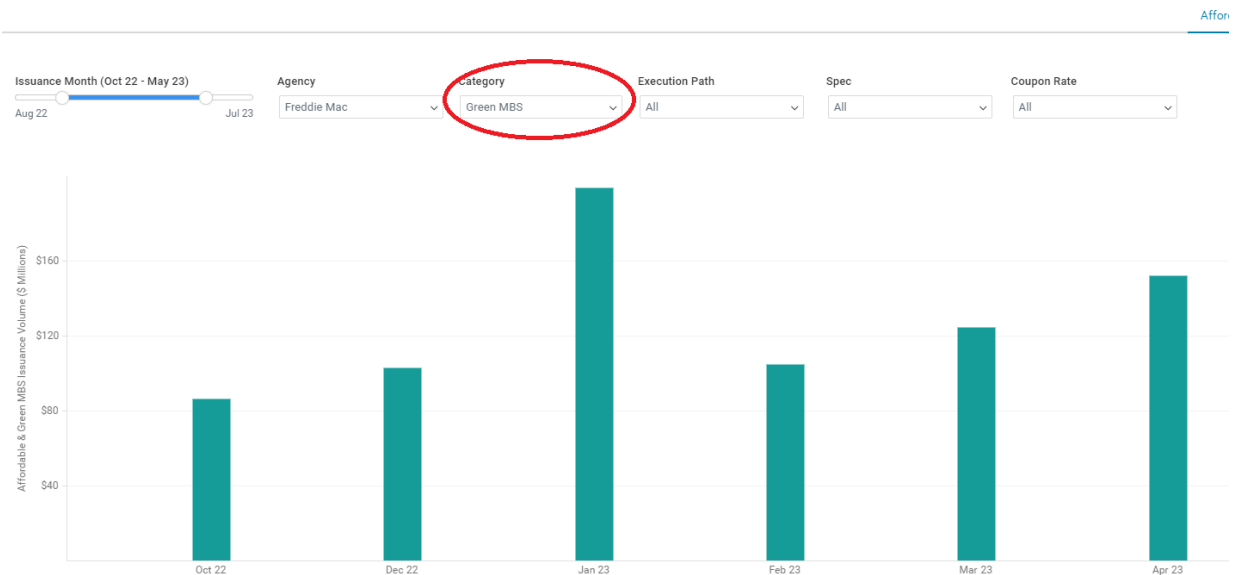 Affor
Issuance Month (Oct 22 - May 23)
Aug 22
Jul 23
Agency
Freddie Mac
Category
Green MBS
Execution Path
All
Spec
All
Coupon Rate
All
Affordable & Green MBS Issuance Volume ($ Millions)
$160
$120
$80
$40
Oct 22
Dec 22
Jan 23
Feb 23
Mar 23
Apr 23